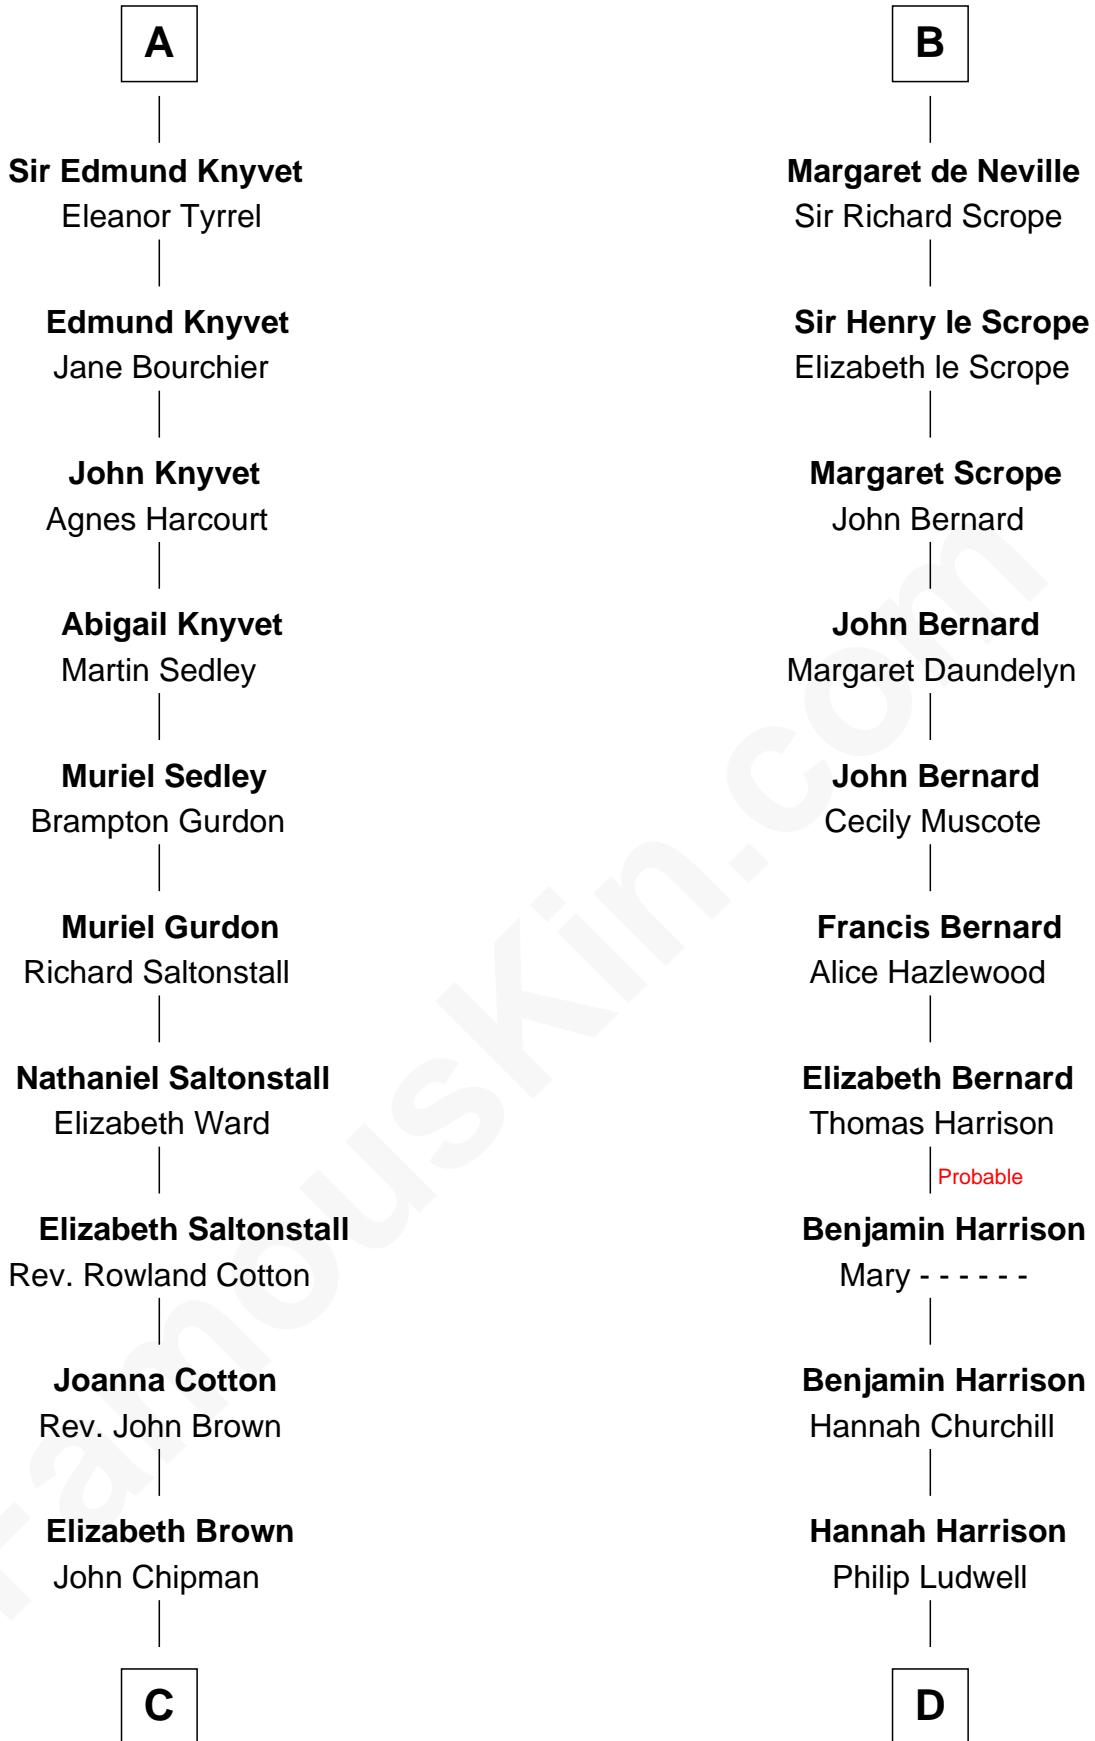 A
Sir Edmund Knyvet
Eleanor Tyrrel
Edmund Knyvet
Jane Bourchier
John Knyvet
Agnes Harcourt
Abigail Knyvet
Martin Sedley
Muriel Sedley
Brampton Gurdon
Muriel Gurdon
Richard Saltonstall
Nathaniel Saltonstall
Elizabeth Ward
Elizabeth Saltonstall
Rev. Rowland Cotton
Joanna Cotton
Rev. John Brown
Elizabeth Brown
John Chipman
C
B
Margaret de Neville
Sir Richard Scrope
Sir Henry le Scrope
Elizabeth le Scrope
Margaret Scrope
John Bernard
John Bernard
Margaret Daundelyn
John Bernard
Cecily Muscote
Francis Bernard
Alice Hazlewood
Elizabeth Bernard
Thomas Harrison
Probable
Benjamin Harrison
Mary - - - - - -
Benjamin Harrison
Hannah Churchill
Hannah Harrison
Philip Ludwell
D
FamousKin.com